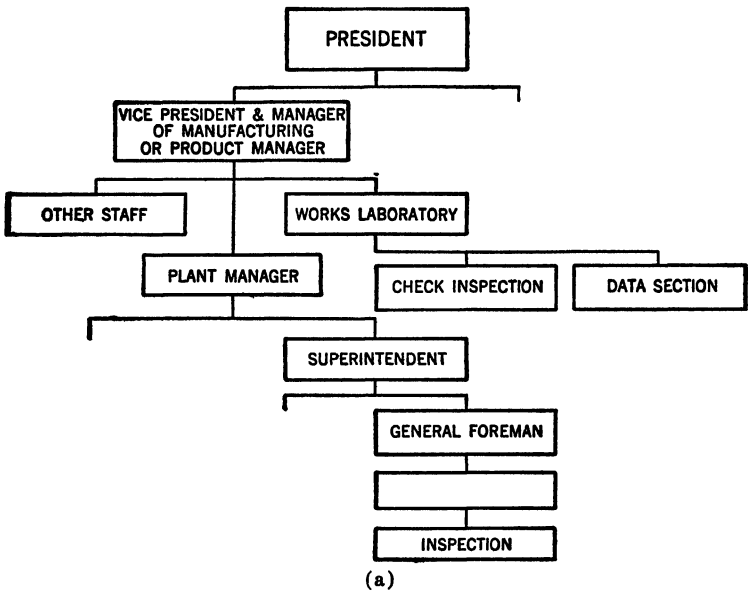 PRESIDENT
VICE PRESIDENT & MANAGER
OF MANUFACTURING
OR PRODUCT MANAGER
OTHER STAFF
WORKS LABORATORY
PLANT MANAGER
CHECK INSPECTION
DATA SECTION
SUPERINTENDENT
GENERAL FOREMAN
INSPECTION
(a)